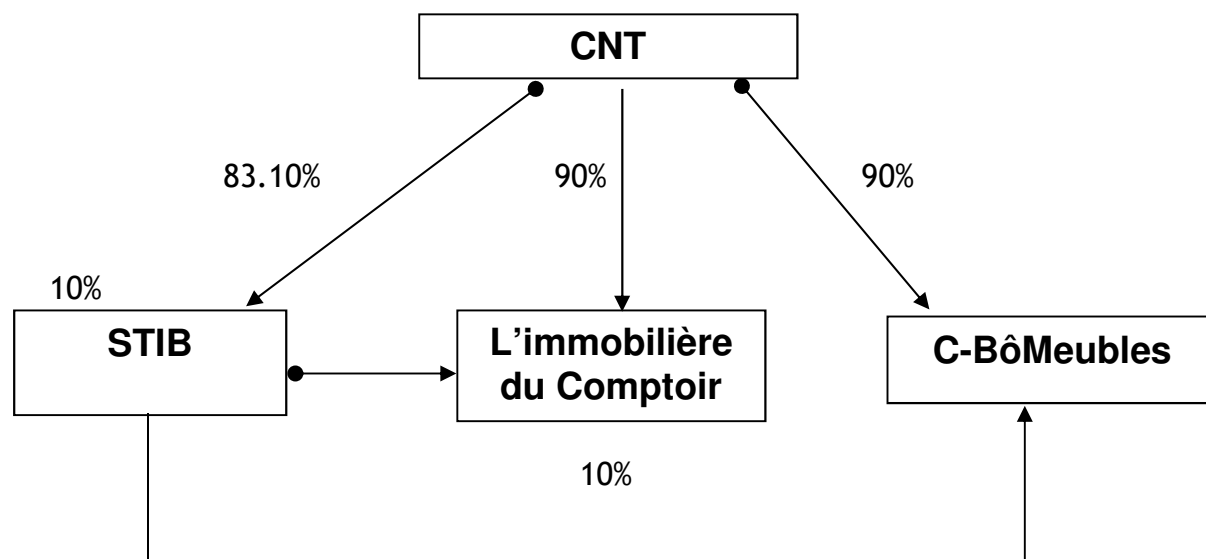 CNT
83.10%
90%
90%
10%
STIB
L’immobilière
du Comptoir
C-BôMeubles
10%